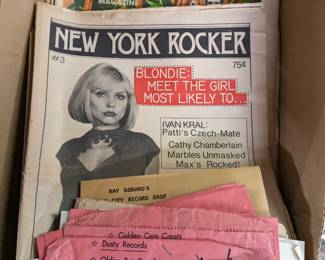 MAGAZINE
NEW YORK ROCKER
#3
75¢
BLONDIE:
MEET THE GIRL
MOST LIKELY TO...
IVAN KRAL:
Patti's Czech-Mate
Cathy Chamberlain
Marbles Unmasked
Max's Rocked!
RAY DOBARD'S
CITY RECORD SHOP
☆ Golden Gate Greats
☆ Dusty Records